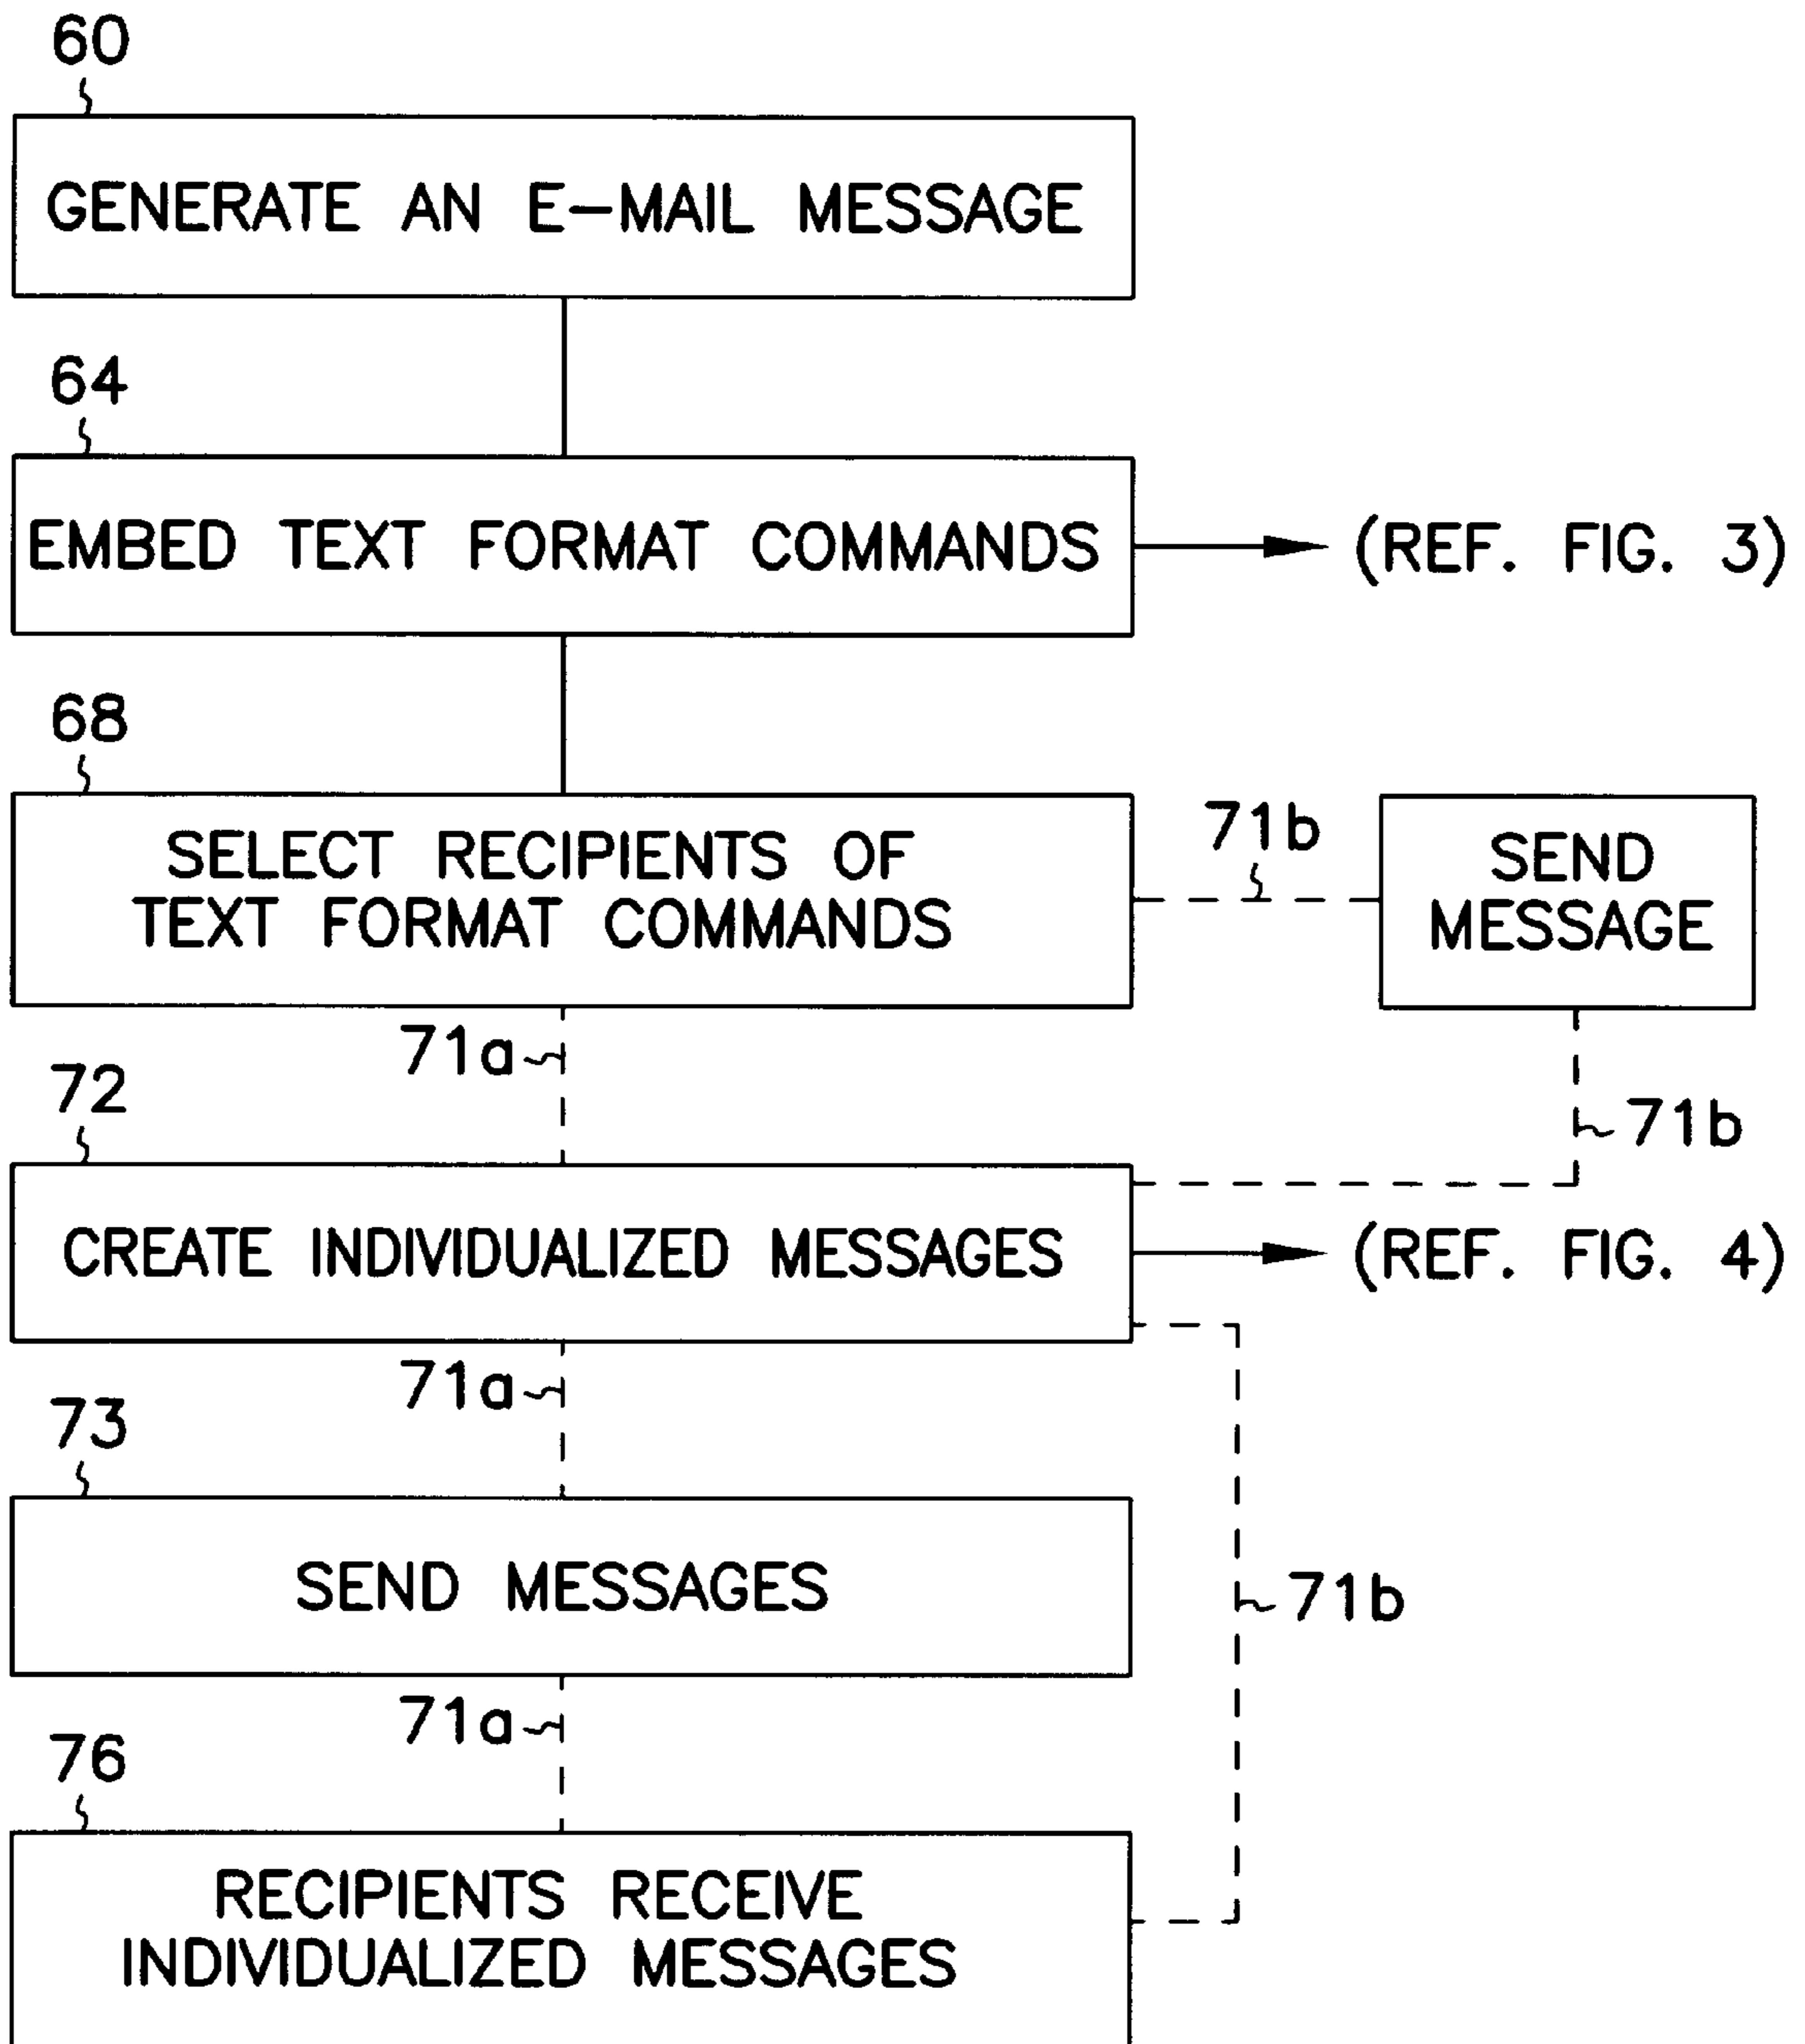 60
GENERATE AN E-MAIL MESSAGE
64
EMBED TEXT FORMAT COMMANDS
(REF. FIG. 3)
68
SELECT RECIPIENTS OF
TEXT FORMAT COMMANDS
71b
SEND
MESSAGE
71a
72
71b
CREATE INDIVIDUALIZED MESSAGES
(REF. FIG. 4)
71a
73
SEND MESSAGES
71b
71a
76
RECIPIENTS RECEIVE
INDIVIDUALIZED MESSAGES